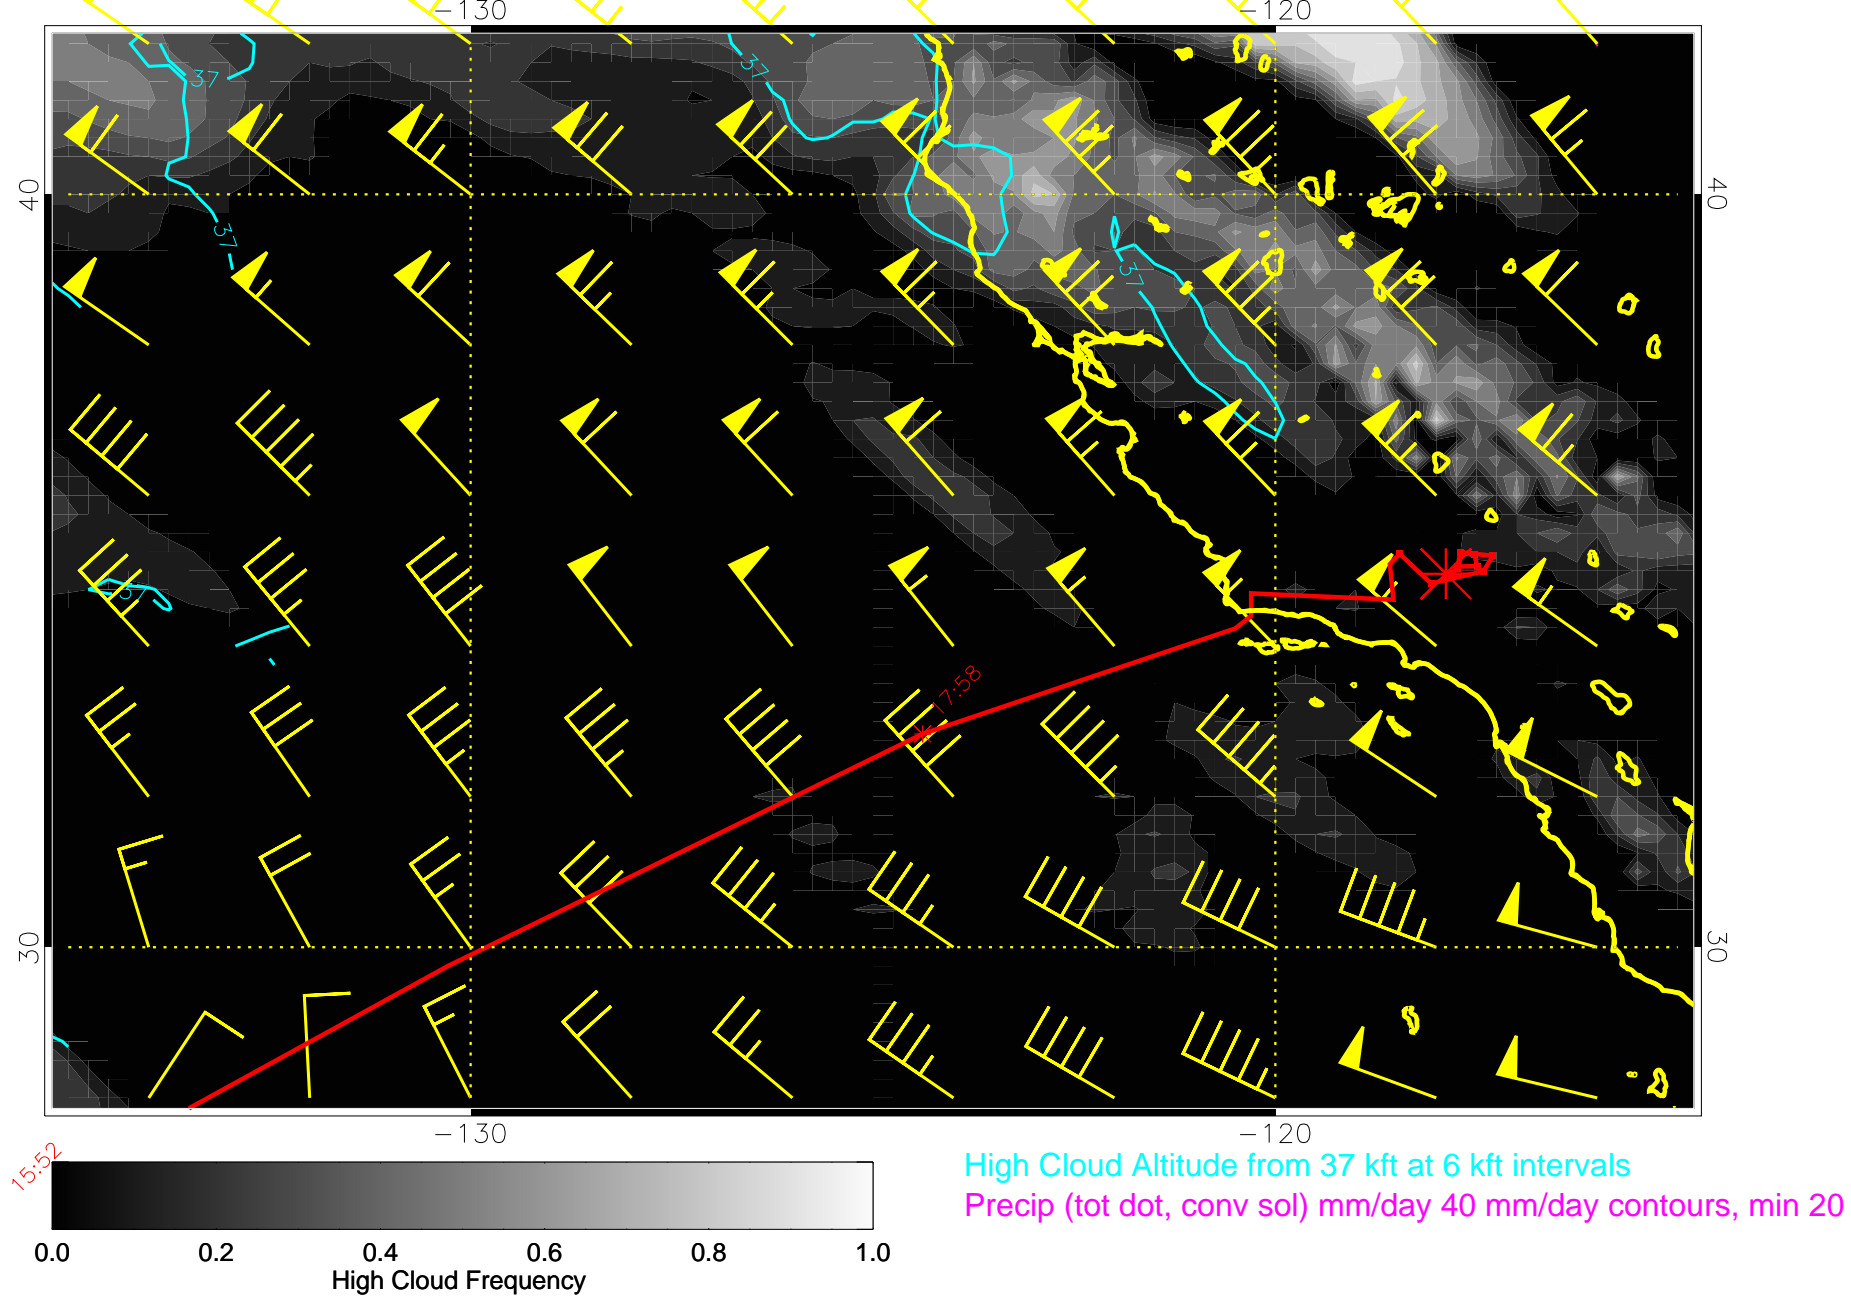 -130 -120
37
37
40 40
37
37
37
17:58
30 30
-130 -120
15:52
High Cloud Altitude from 37 kft at 6 kft intervals
Precip (tot dot, conv sol) mm/day 40 mm/day contours, min 20
0.0 0.2 0.4 0.6 0.8 1.0
High Cloud Frequency